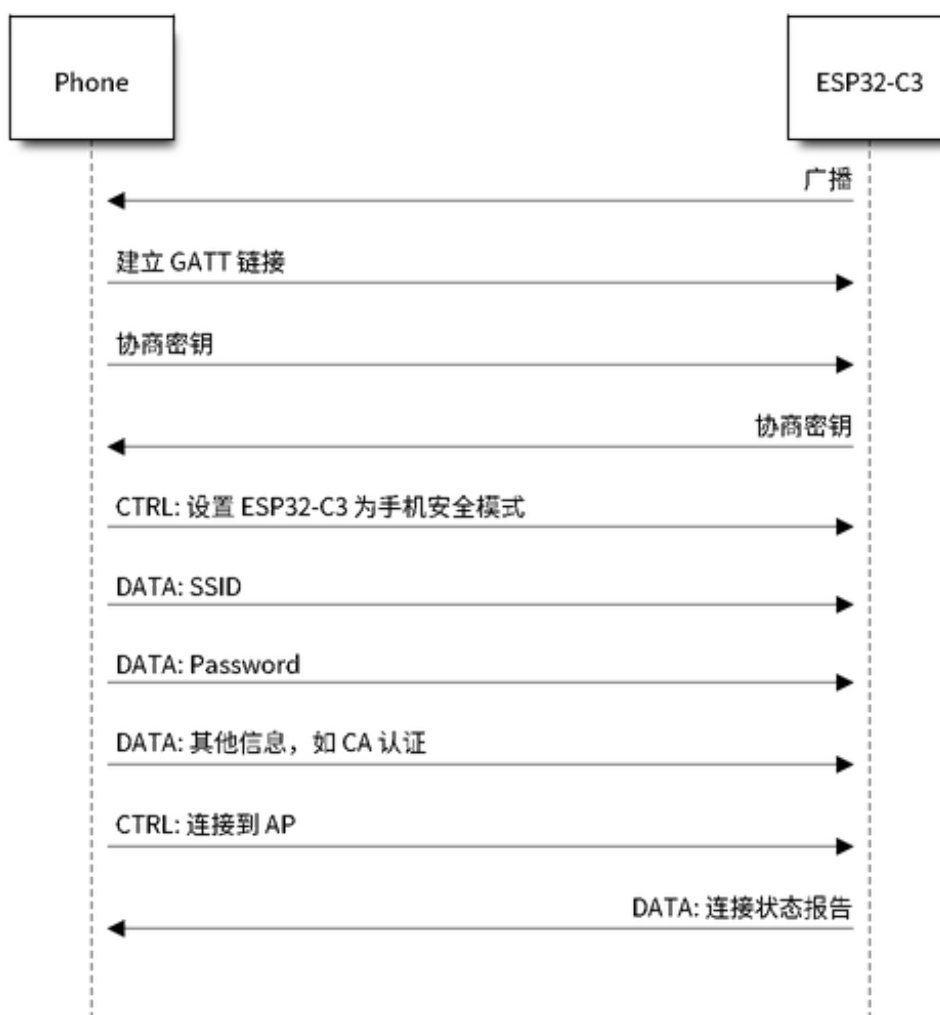 Phone
ESP32-C3
广播
建立 GATT 链接
协商密钥
协商密钥
CTRL: 设置 ESP32-C3 为手机安全模式
DATA: SSID
DATA: Password
DATA: 其他信息，如 CA 认证
CTRL: 连接到 AP
DATA: 连接状态报告